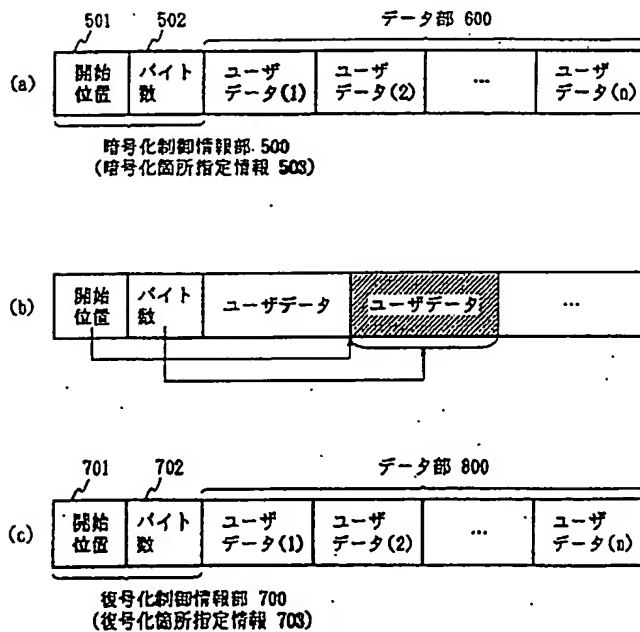 501 502 データ部 600
(a) 開始位置 バイト数 ユーザデータ(1) ユーザデータ(2) … ユーザデータ(n)
暗号化制御情報部 500
(暗号化箇所指定情報 503)
(b) 開始位置 バイト数 ユーザデータ ユーザデータ …
701 702 データ部 800
(c) 開始位置 バイト数 ユーザデータ(1) ユーザデータ(2) … ユーザデータ(n)
復号化制御情報部 700
(復号化箇所指定情報 703)